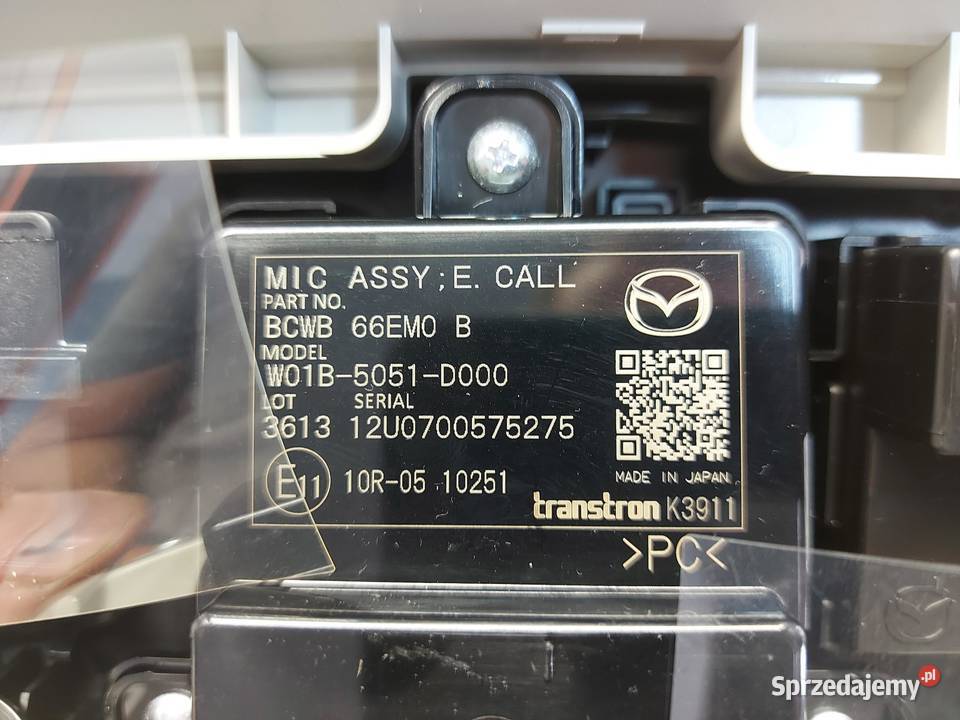 MIC ASSY;E. CALL
PART NO.
BCWB 66EM0 B
MODEL
W01B-5051-D000
LOT SERIAL
3613 12U0700575275
E11 10R-05 10251
MADE IN JAPAN
transtron K3911
>PC<
Sprzedajemy.pl